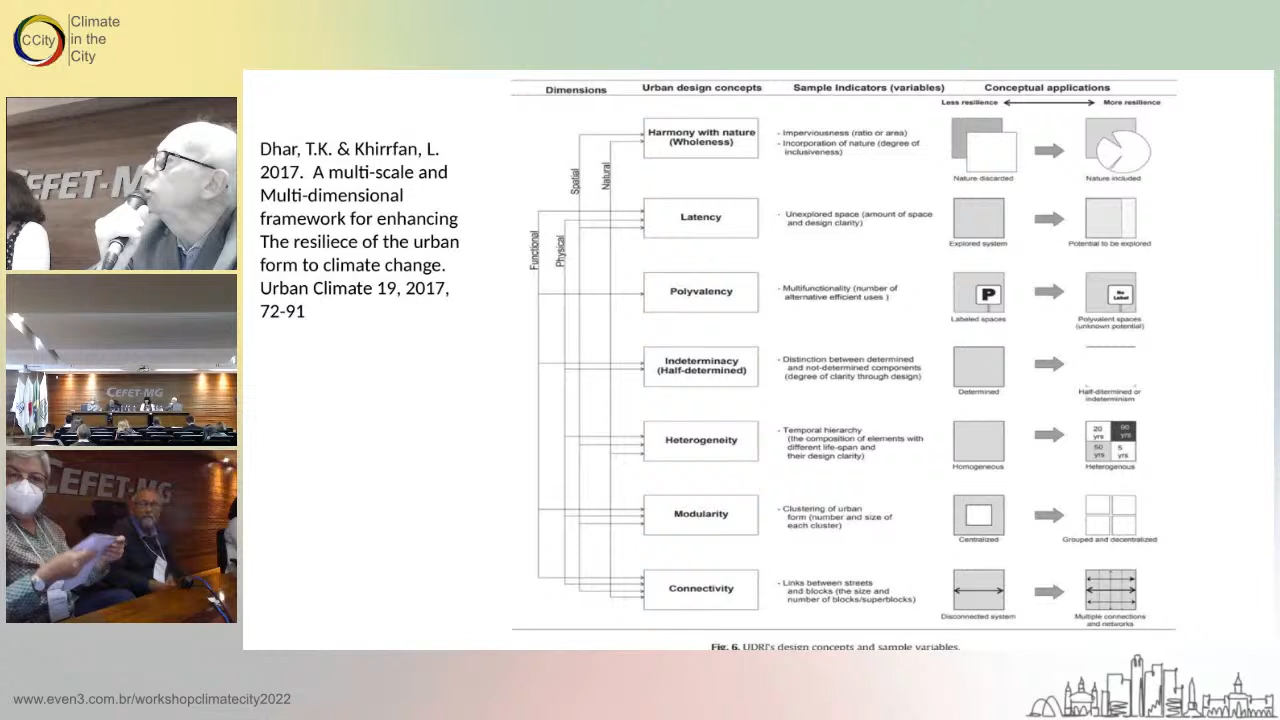 CCity
Climate
in the
City
CEFET-MG
Dhar, T.K. & Khirrfan, L.
2017. A multi-scale and
Multi-dimensional
framework for enhancing
The resiliece of the urban
form to climate change.
Urban Climate 19, 2017,
72-91
Dimensions
Urban design concepts
Sample Indicators (variables)
Conceptual applications
Less resilience
More resilience
Spatial
Natural
Physical
Harmony with nature
(Wholeness)
- Imperviousness (ratio or area)
- Incorporation of nature (degree of
inclusiveness)
Nature discarded
Nature included
Latency
- Unexplored space (amount of space
and design clarity)
Explored system
Potential to be explored
Polyvalency
- Multifunctionality (number of
alternative efficient uses )
P
No
Label
Labeled spaces
Polyvalent spaces
(unknown potential)
Indeterminacy
(Half-determined)
- Distinction between determined
and not-determined components
(degree of clarity through design)
Determined
Half-ditermined or
indeterminism
Heterogeneity
- Temporal hierarchy
(the composition of elements with
different life-span and
their design clarity)
20
yrs
90
yrs
50
yrs
5
yrs
Homogeneous
Heterogenous
Modularity
- Clustering of urban
form (number and size of
each cluster)
Centralized
Grouped and decentralized
Connectivity
- Links between streets
and blocks (the size and
number of blocks/superblocks)
Disconnected system
Multiple connections
and networks
Fig. 6. UDRI's design concepts and sample variables.
www.even3.com.br/workshopclimatecity2022